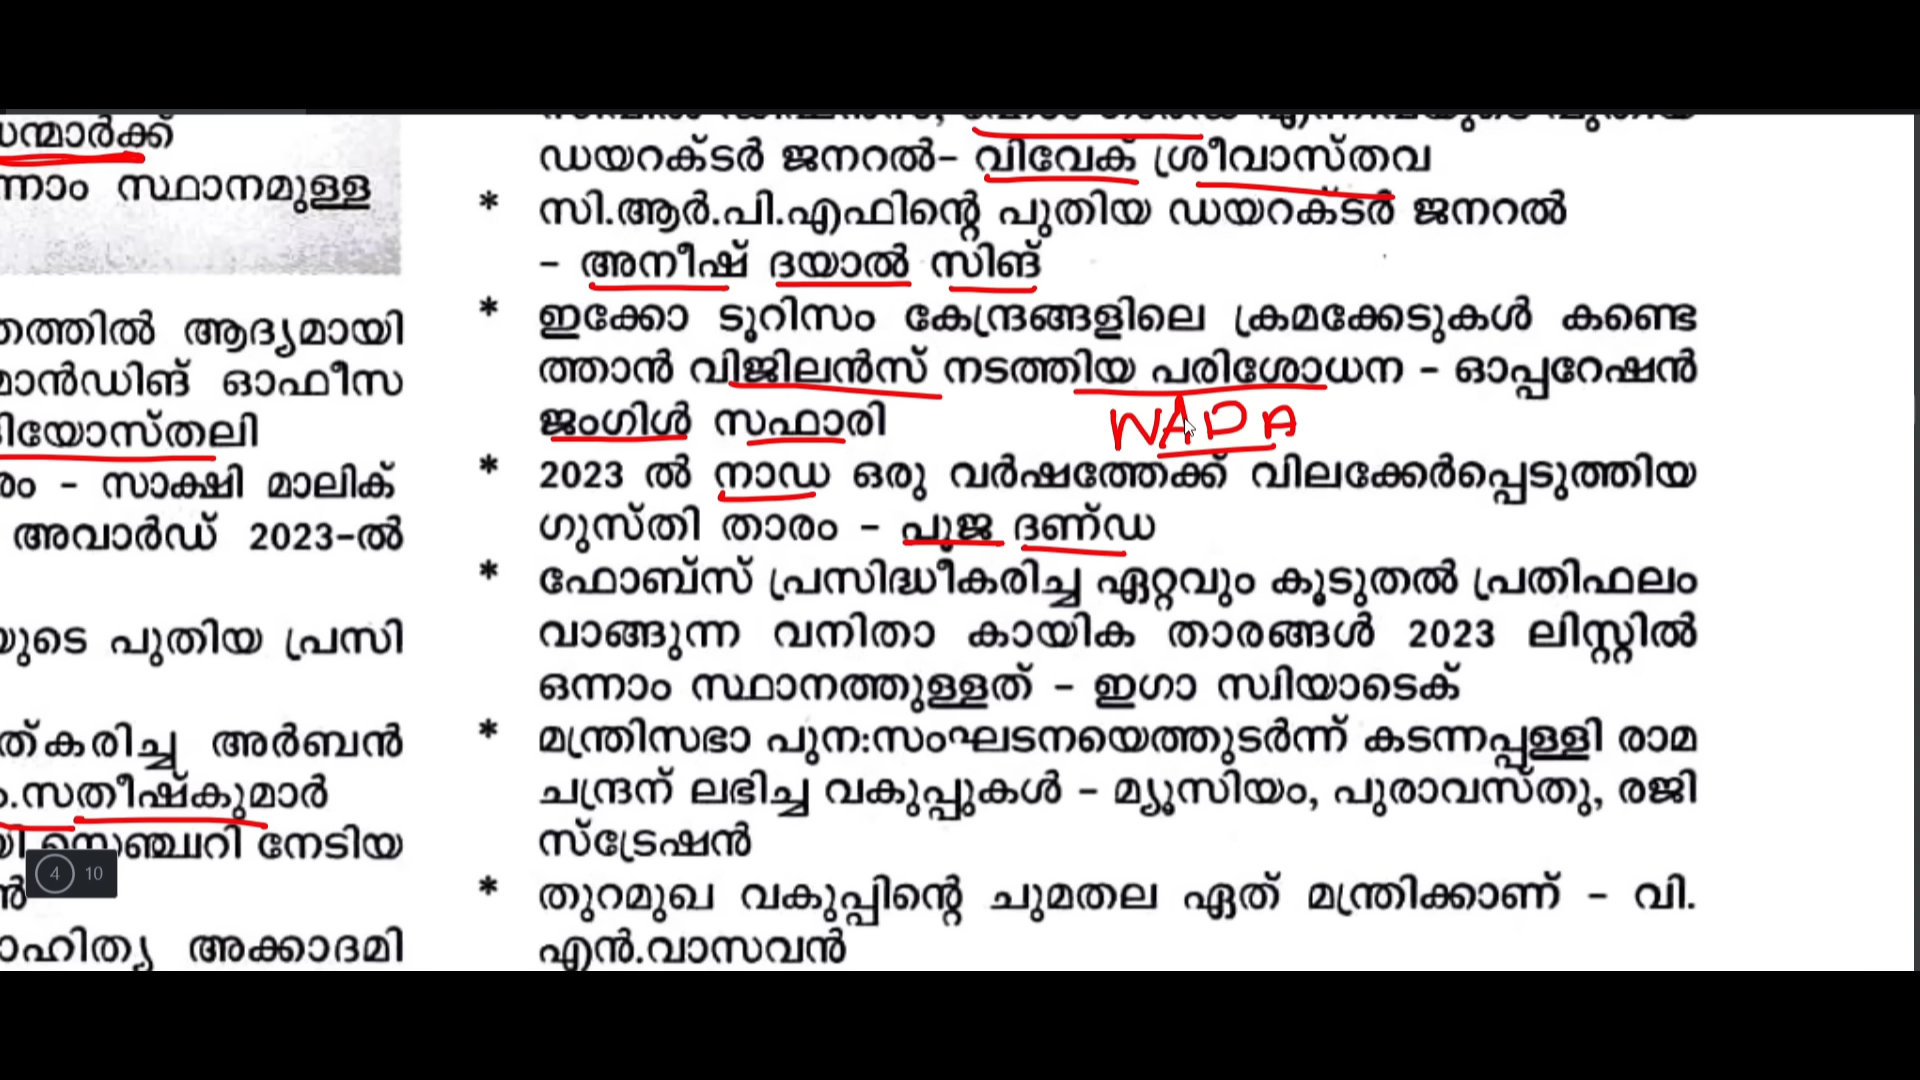 ന്മാർക്ക്
ന്നാം സ്ഥാനമുള്ള
തത്തിൽ ആദ്യമായി
മാൻഡിങ് ഓഫീസ
ിയോസ്തലി
രം – സാക്ഷി മാലിക്
അവാർഡ് 2023–ൽ
യുടെ പുതിയ പ്രസി
ത്കരിച്ച അർബൻ
.സതീഷ്കുമാർ
സെഞ്ച്വറി നേടിയ
ാഹിത്യ അക്കാദമി
4 10
എന്നിവയുടെ പുതിയ
ഡയറക്ടർ ജനറൽ– വിവേക് ശ്രീവാസ്തവ
* സി.ആർ.പി.എഫിന്റെ പുതിയ ഡയറക്ടർ ജനറൽ
– അനീഷ് ദയാൽ സിങ്
* ഇക്കോ ടൂറിസം കേന്ദ്രങ്ങളിലെ ക്രമക്കേടുകൾ കണ്ടെ
ത്താൻ വിജിലൻസ് നടത്തിയ പരിശോധന – ഓപ്പറേഷൻ
ജംഗിൾ സഫാരി
WADA
* 2023 ൽ നാഡ ഒരു വർഷത്തേക്ക് വിലക്കേർപ്പെടുത്തിയ
ഗുസ്തി താരം – പൂജ ദണ്ഡ
* ഫോബ്സ് പ്രസിദ്ധീകരിച്ച ഏറ്റവും കൂടുതൽ പ്രതിഫലം
വാങ്ങുന്ന വനിതാ കായിക താരങ്ങൾ 2023 ലിസ്റ്റിൽ
ഒന്നാം സ്ഥാനത്തുള്ളത് – ഇഗാ സ്വിയാടെക്
* മന്ത്രിസഭാ പുന:സംഘടനയെത്തുടർന്ന് കടന്നപ്പള്ളി രാമ
ചന്ദ്രന് ലഭിച്ച വകുപ്പുകൾ – മ്യൂസിയം, പുരാവസ്തു, രജി
സ്ട്രേഷൻ
* തുറമുഖ വകുപ്പിന്റെ ചുമതല ഏത് മന്ത്രിക്കാണ് – വി.
എൻ.വാസവൻ